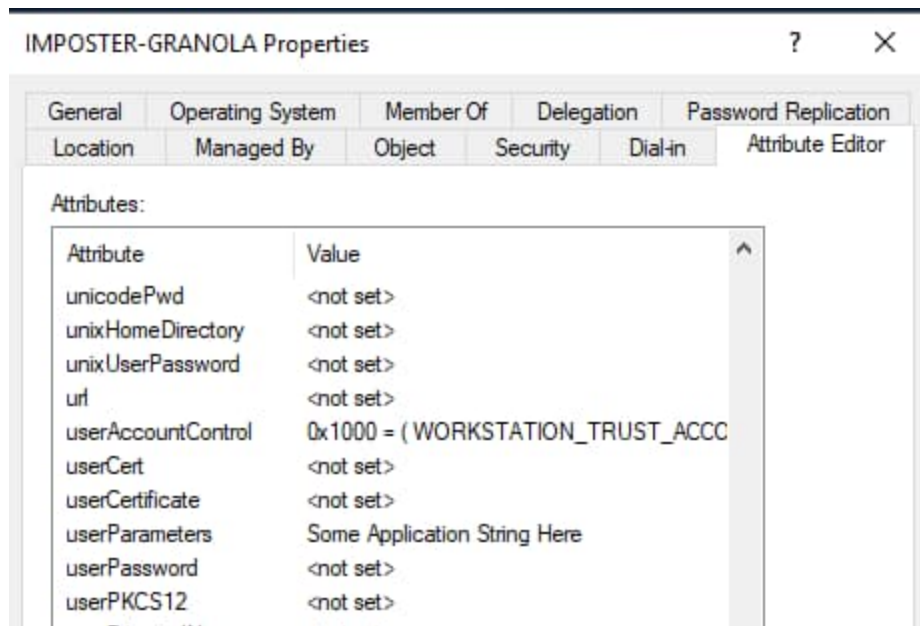 IMPOSTER-GRANOLA Properties ? ×
General Operating System Member Of Delegation Password Replication
Location Managed By Object Security Dial-in Attribute Editor
Attributes:
Attribute Value
unicodePwd <not set>
unixHomeDirectory <not set>
unixUserPassword <not set>
url <not set>
userAccountControl 0x1000 = ( WORKSTATION_TRUST_ACCO
userCert <not set>
userCertificate <not set>
userParameters Some Application String Here
userPassword <not set>
userPKCS12 <not set>